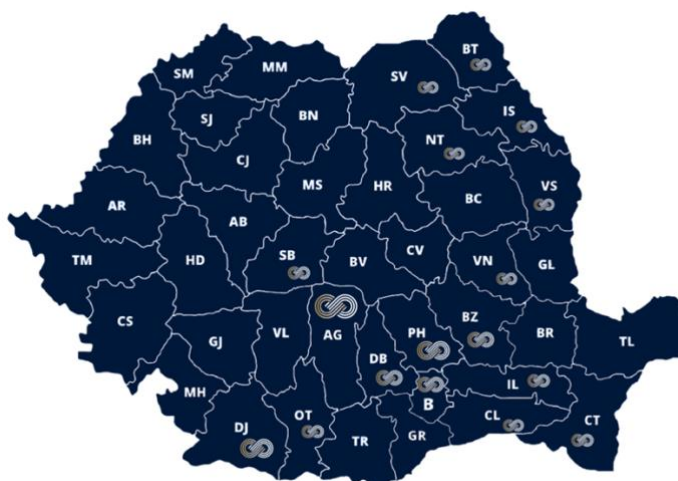 BT
MM
SM
SV
SJ
BN
IS
BH
NT
CJ
MS
HR
VS
BC
AR
AB
SB
TM
HD
BV
CV
VN
GL
CS
BZ
PH
BR
AG
VL
GJ
TL
DB
IL
MH
B
OT
CL
CT
DJ
GR
TR